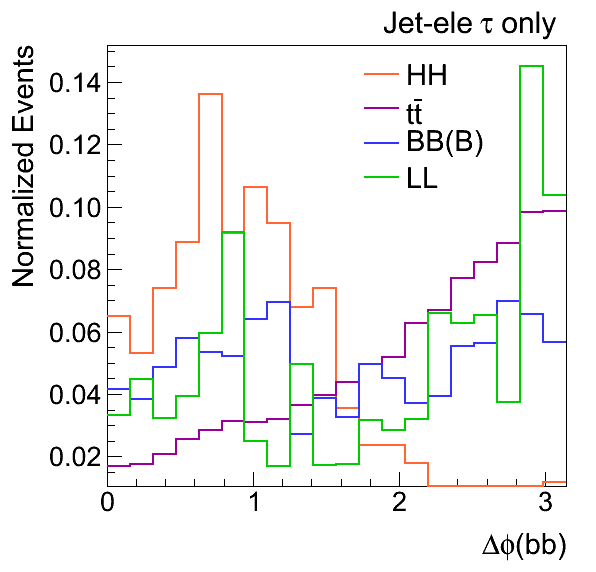 Jet-ele τ only
Normalized Events
0.14
0.12
0.10
0.08
0.06
0.04
0.02
HH
tt̄
BB(B)
LL
0 1 2 3
Δϕ(bb)